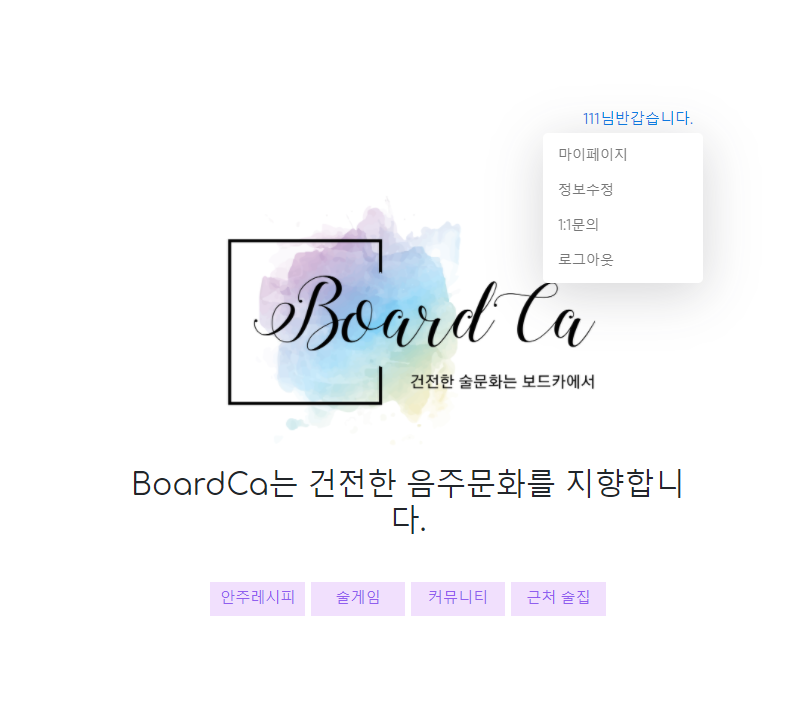 111님반갑습니다.
마이페이지
정보수정
1:1문의
로그아웃
BoardCa
건전한 술문화는 보드카에서
BoardCa는 건전한 음주문화를 지향합니
다.
안주레시피 술게임 커뮤니티 근처 술집